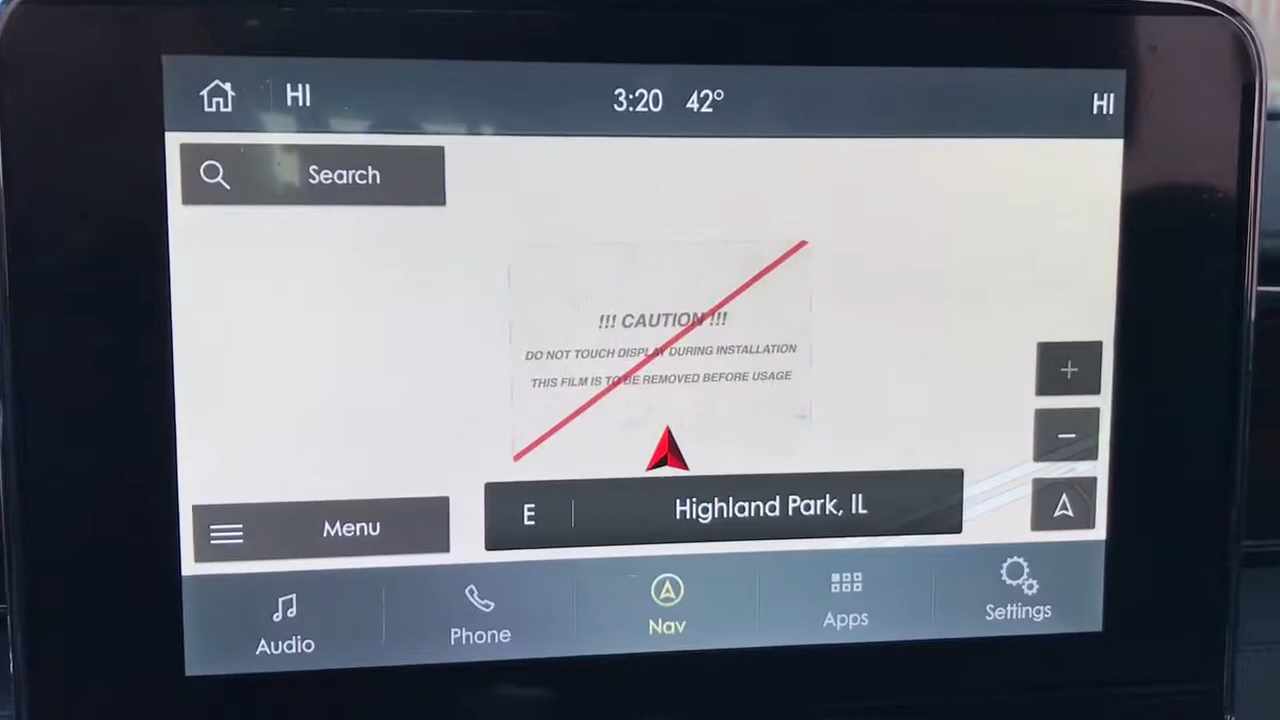 HI 3:20 42° HI
Search
!!! CAUTION !!!
DO NOT TOUCH DISPLAY DURING INSTALLATION
THIS FILM IS TO BE REMOVED BEFORE USAGE
+
−
E Highland Park, IL
Menu
Audio Phone Nav Apps Settings